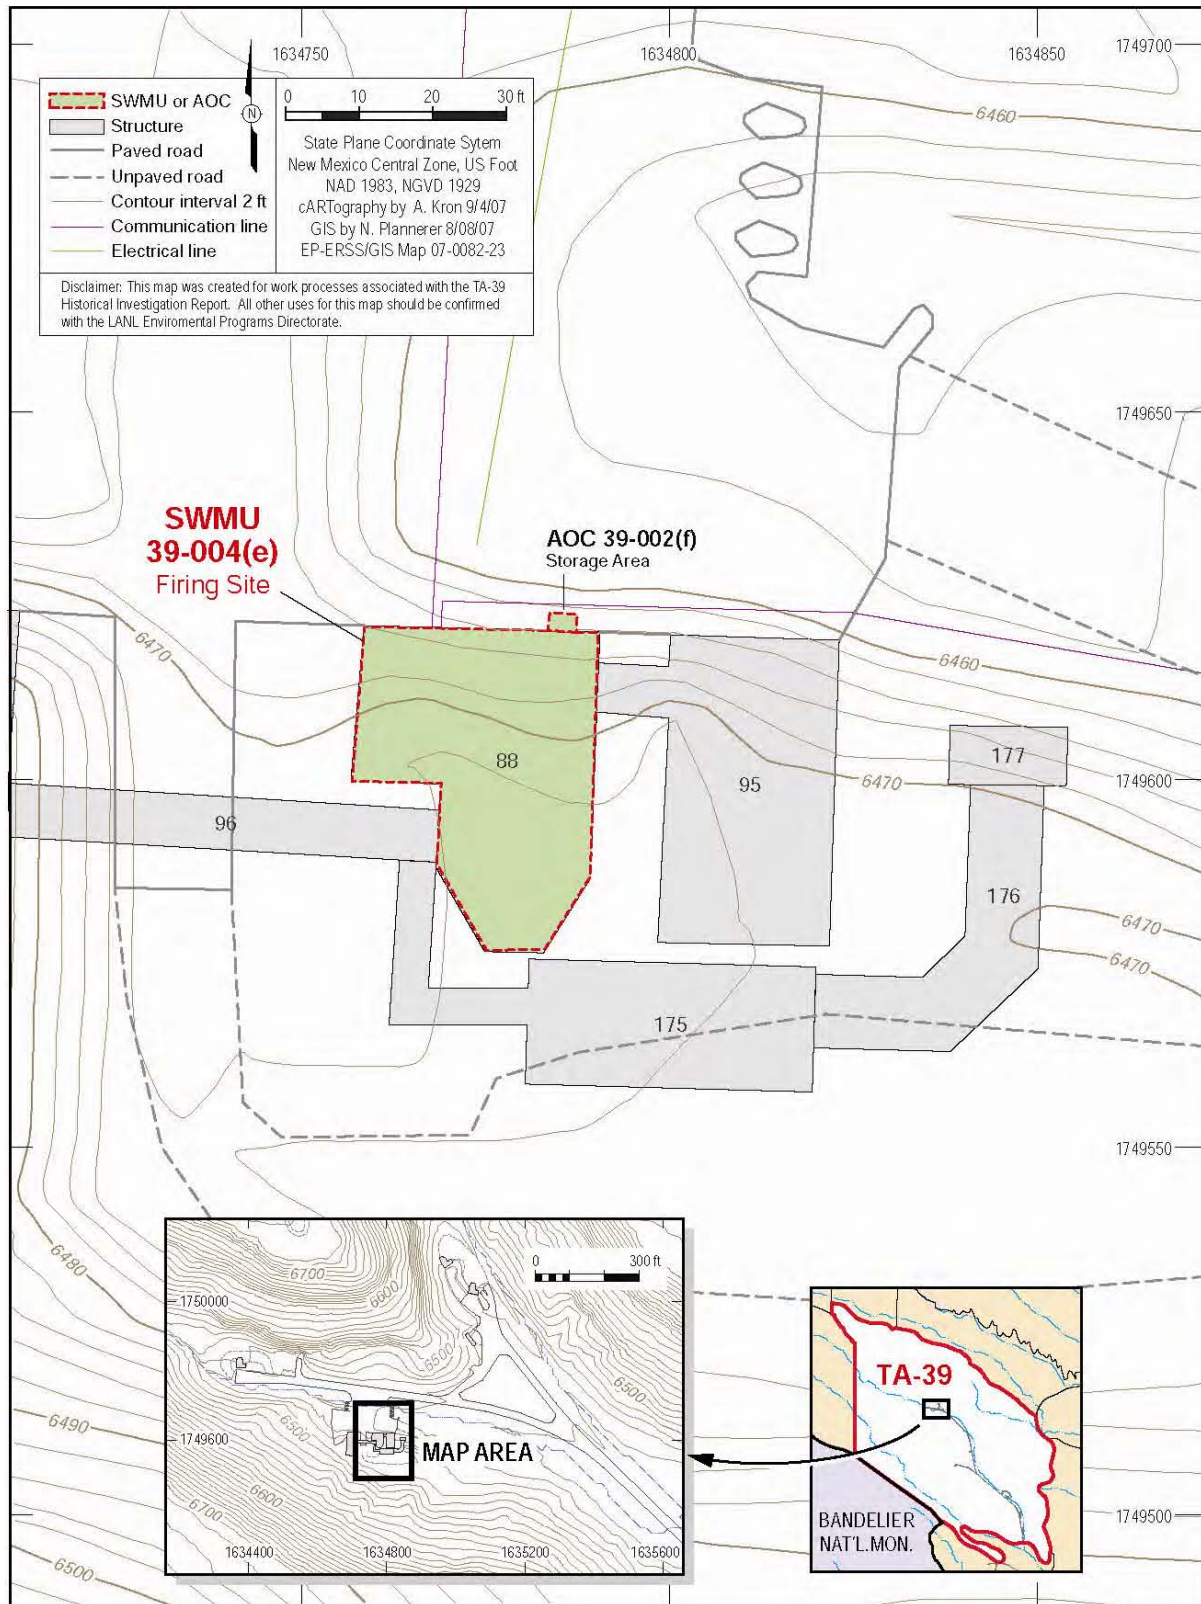 1634750
1634800
1634850
1749700
SWMU or AOC
Structure
Paved road
Unpaved road
Contour interval 2 ft
Communication line
Electrical line
N
0 10 20 30 ft
State Plane Coordinate Sytem
New Mexico Central Zone, US Foot
NAD 1983, NGVD 1929
cARTography by A. Kron 9/4/07
GIS by N. Plannerer 8/08/07
EP-ERSS/GIS Map 07-0082-23
Disclaimer: This map was created for work processes associated with the TA-39
Historical Investigation Report. All other uses for this map should be confirmed
with the LANL Enviromental Programs Directorate.
6460
1749650
SWMU
39-004(e)
Firing Site
AOC 39-002(f)
Storage Area
6470
6460
88
95
177
1749600
6470
96
176
6470
6470
175
1749550
6480
6490
6500
0 300 ft
6700
6600
1750000
6500
6500
6500
1749600
MAP AREA
6600
6700
1634400
1634800
1635200
1635600
TA-39
BANDELIER
NAT'L.MON.
1749500